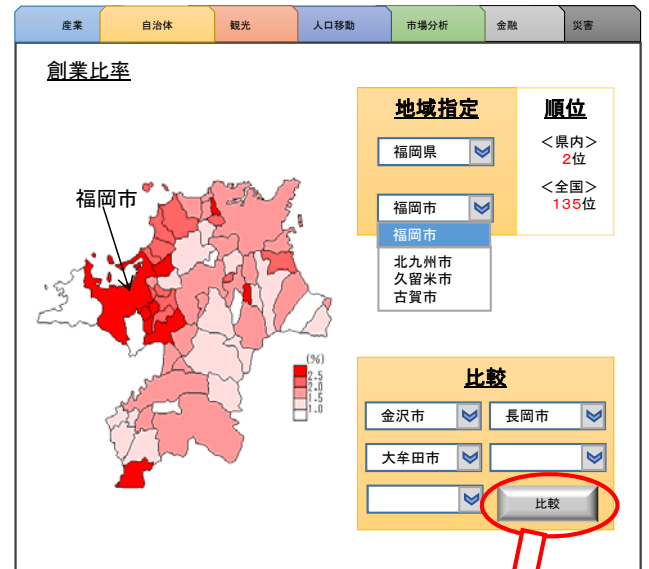 産業
自治体
観光
人口移動
市場分析
金融
災害
創業比率
地域指定
福岡県
福岡市
福岡市
北九州市
久留米市
古賀市
順位
＜県内＞
2位
＜全国＞
135位
福岡市
(%)
2.5
2.0
1.5
1.0
比較
金沢市
長岡市
大牟田市
比較